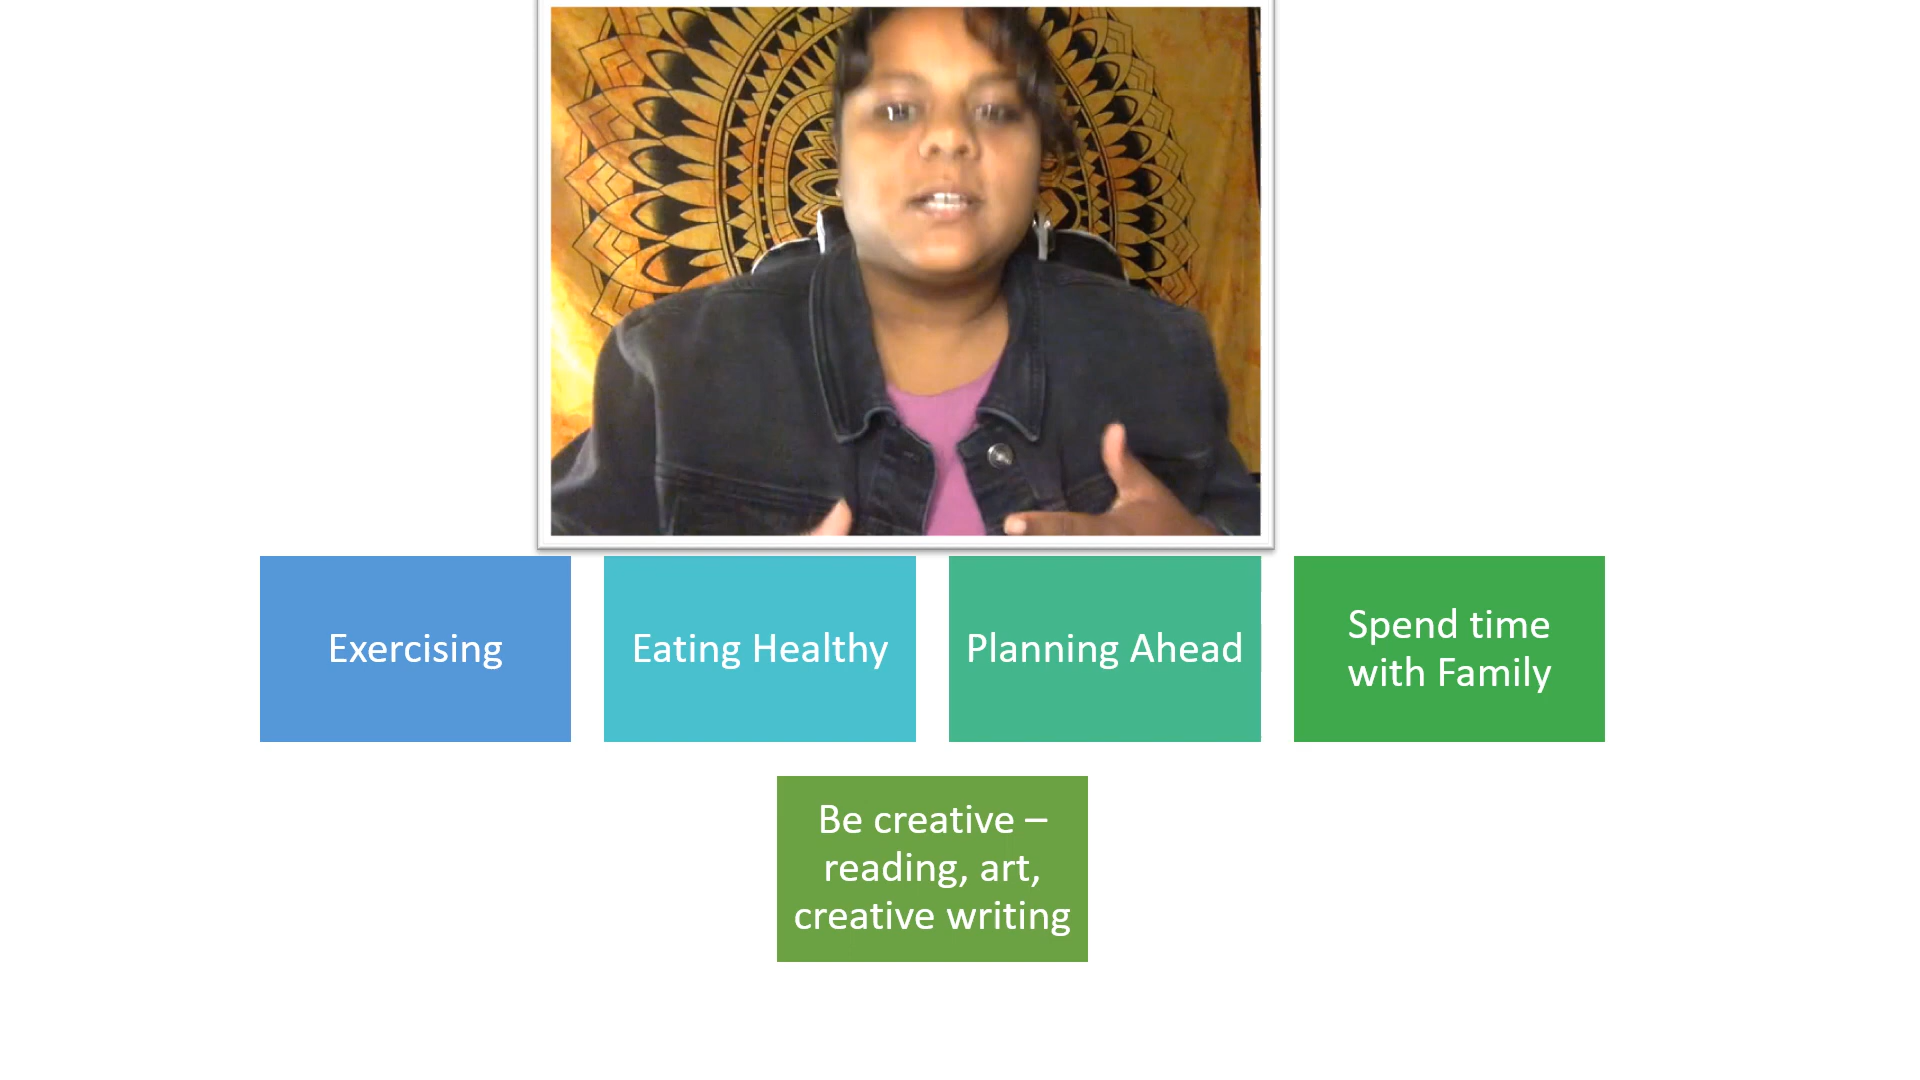 Exercising
Eating Healthy
Planning Ahead
Spend time
with Family
Be creative –
reading, art,
creative writing